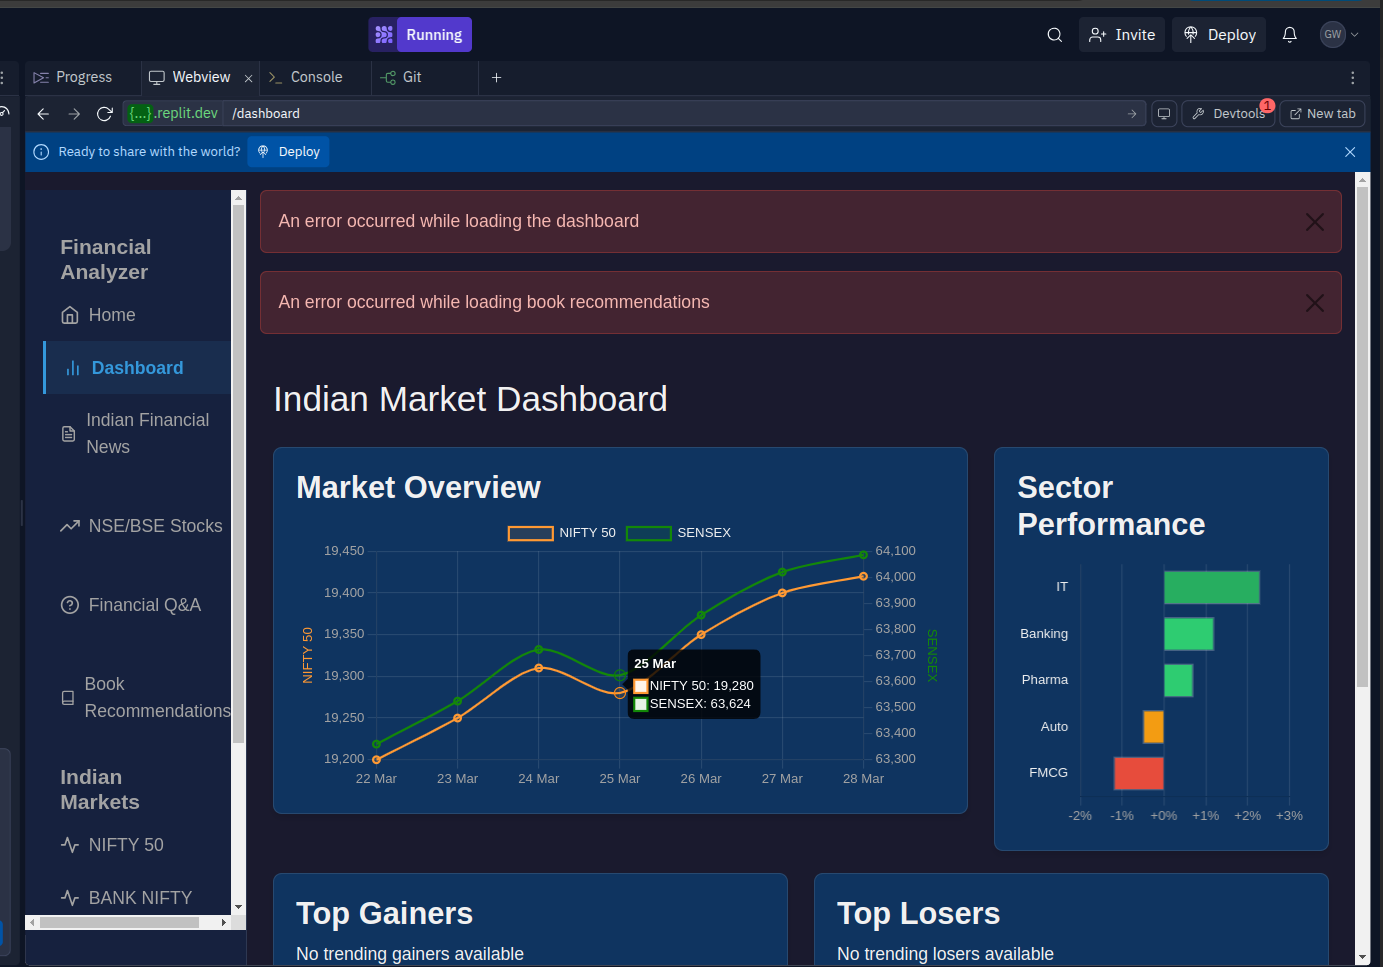 Running
Invite
Deploy
GW
Progress
Webview
Console
Git
{...}.replit.dev
/dashboard
Devtools
1
New tab
Ready to share with the world?
Deploy
Financial
Analyzer
Home
Dashboard
Indian Financial
News
NSE/BSE Stocks
Financial Q&A
Book
Recommendations
Indian
Markets
NIFTY 50
BANK NIFTY
An error occurred while loading the dashboard
An error occurred while loading book recommendations
Indian Market Dashboard
Market Overview
NIFTY 50
SENSEX
19,450
19,400
19,350
19,300
19,250
19,200
NIFTY 50
64,100
64,000
63,900
63,800
63,700
63,600
63,500
63,400
63,300
SENSEX
25 Mar
NIFTY 50: 19,280
SENSEX: 63,624
22 Mar
23 Mar
24 Mar
25 Mar
26 Mar
27 Mar
28 Mar
Sector
Performance
IT
Banking
Pharma
Auto
FMCG
-2%
-1%
+0%
+1%
+2%
+3%
Top Gainers
No trending gainers available
Top Losers
No trending losers available